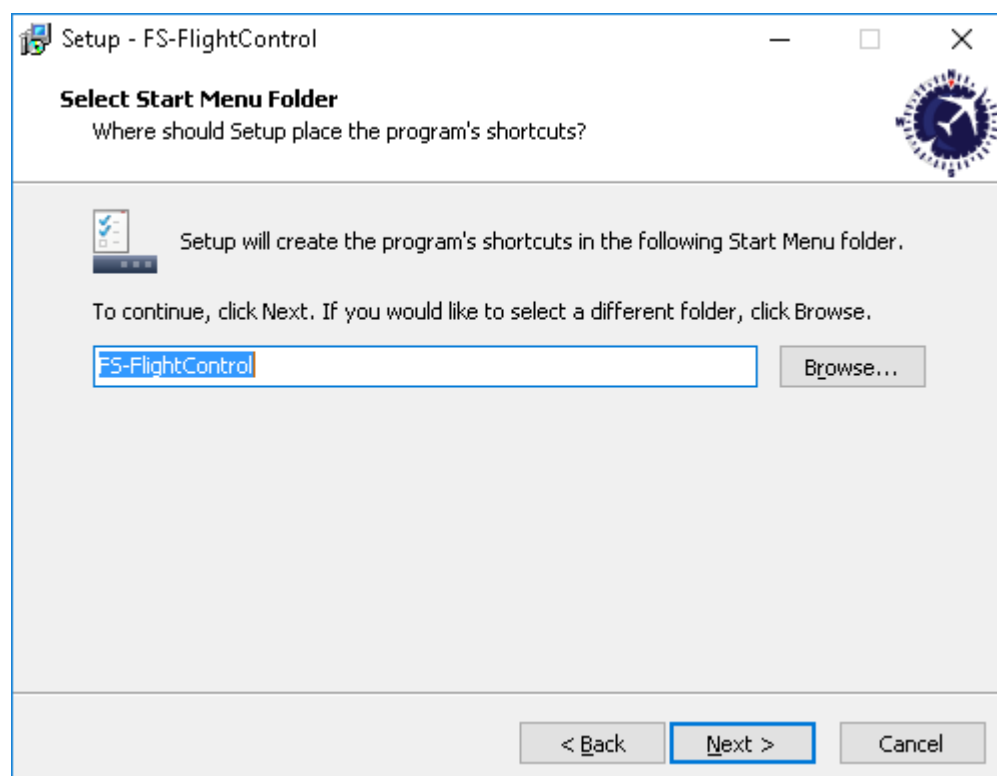 Setup - FS-FlightControl
Select Start Menu Folder
Where should Setup place the program's shortcuts?
Setup will create the program's shortcuts in the following Start Menu folder.
To continue, click Next. If you would like to select a different folder, click Browse.
FS-FlightControl
Browse...
< Back
Next >
Cancel